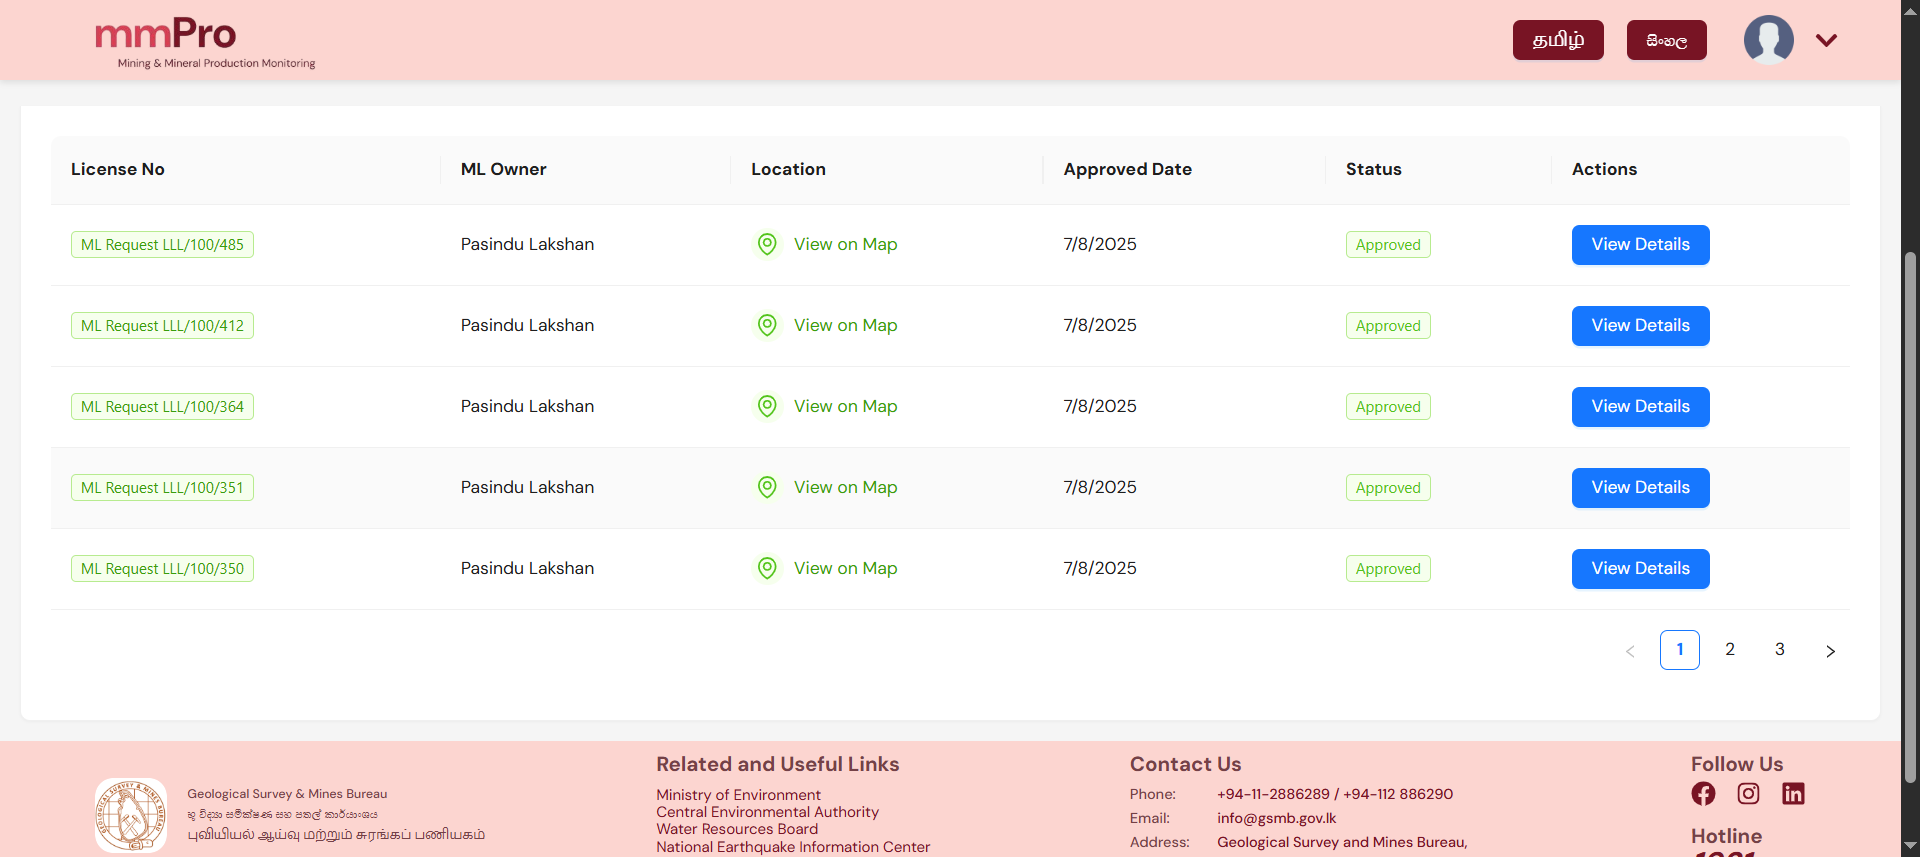 mmPro
Mining & Mineral Production Monitoring
தமிழ்
සිංහල
License No ML Owner Location Approved Date Status Actions
ML Request LLL/100/485 Pasindu Lakshan View on Map 7/8/2025 Approved View Details
ML Request LLL/100/412 Pasindu Lakshan View on Map 7/8/2025 Approved View Details
ML Request LLL/100/364 Pasindu Lakshan View on Map 7/8/2025 Approved View Details
ML Request LLL/100/351 Pasindu Lakshan View on Map 7/8/2025 Approved View Details
ML Request LLL/100/350 Pasindu Lakshan View on Map 7/8/2025 Approved View Details
< 1 2 3 >
GEOLOGICAL SURVEY & MINES BUREAU
Geological Survey & Mines Bureau
භූ විද්‍යා සමීක්ෂණ සහ පතල් කාර්යාංශය
புவியியல் ஆய்வு மற்றும் சுரங்கப் பணியகம்
Related and Useful Links
Ministry of Environment
Central Environmental Authority
Water Resources Board
National Earthquake Information Center
Contact Us
Phone: +94-11-2886289 / +94-112 886290
Email: info@gsmb.gov.lk
Address: Geological Survey and Mines Bureau,
Follow Us
Hotline